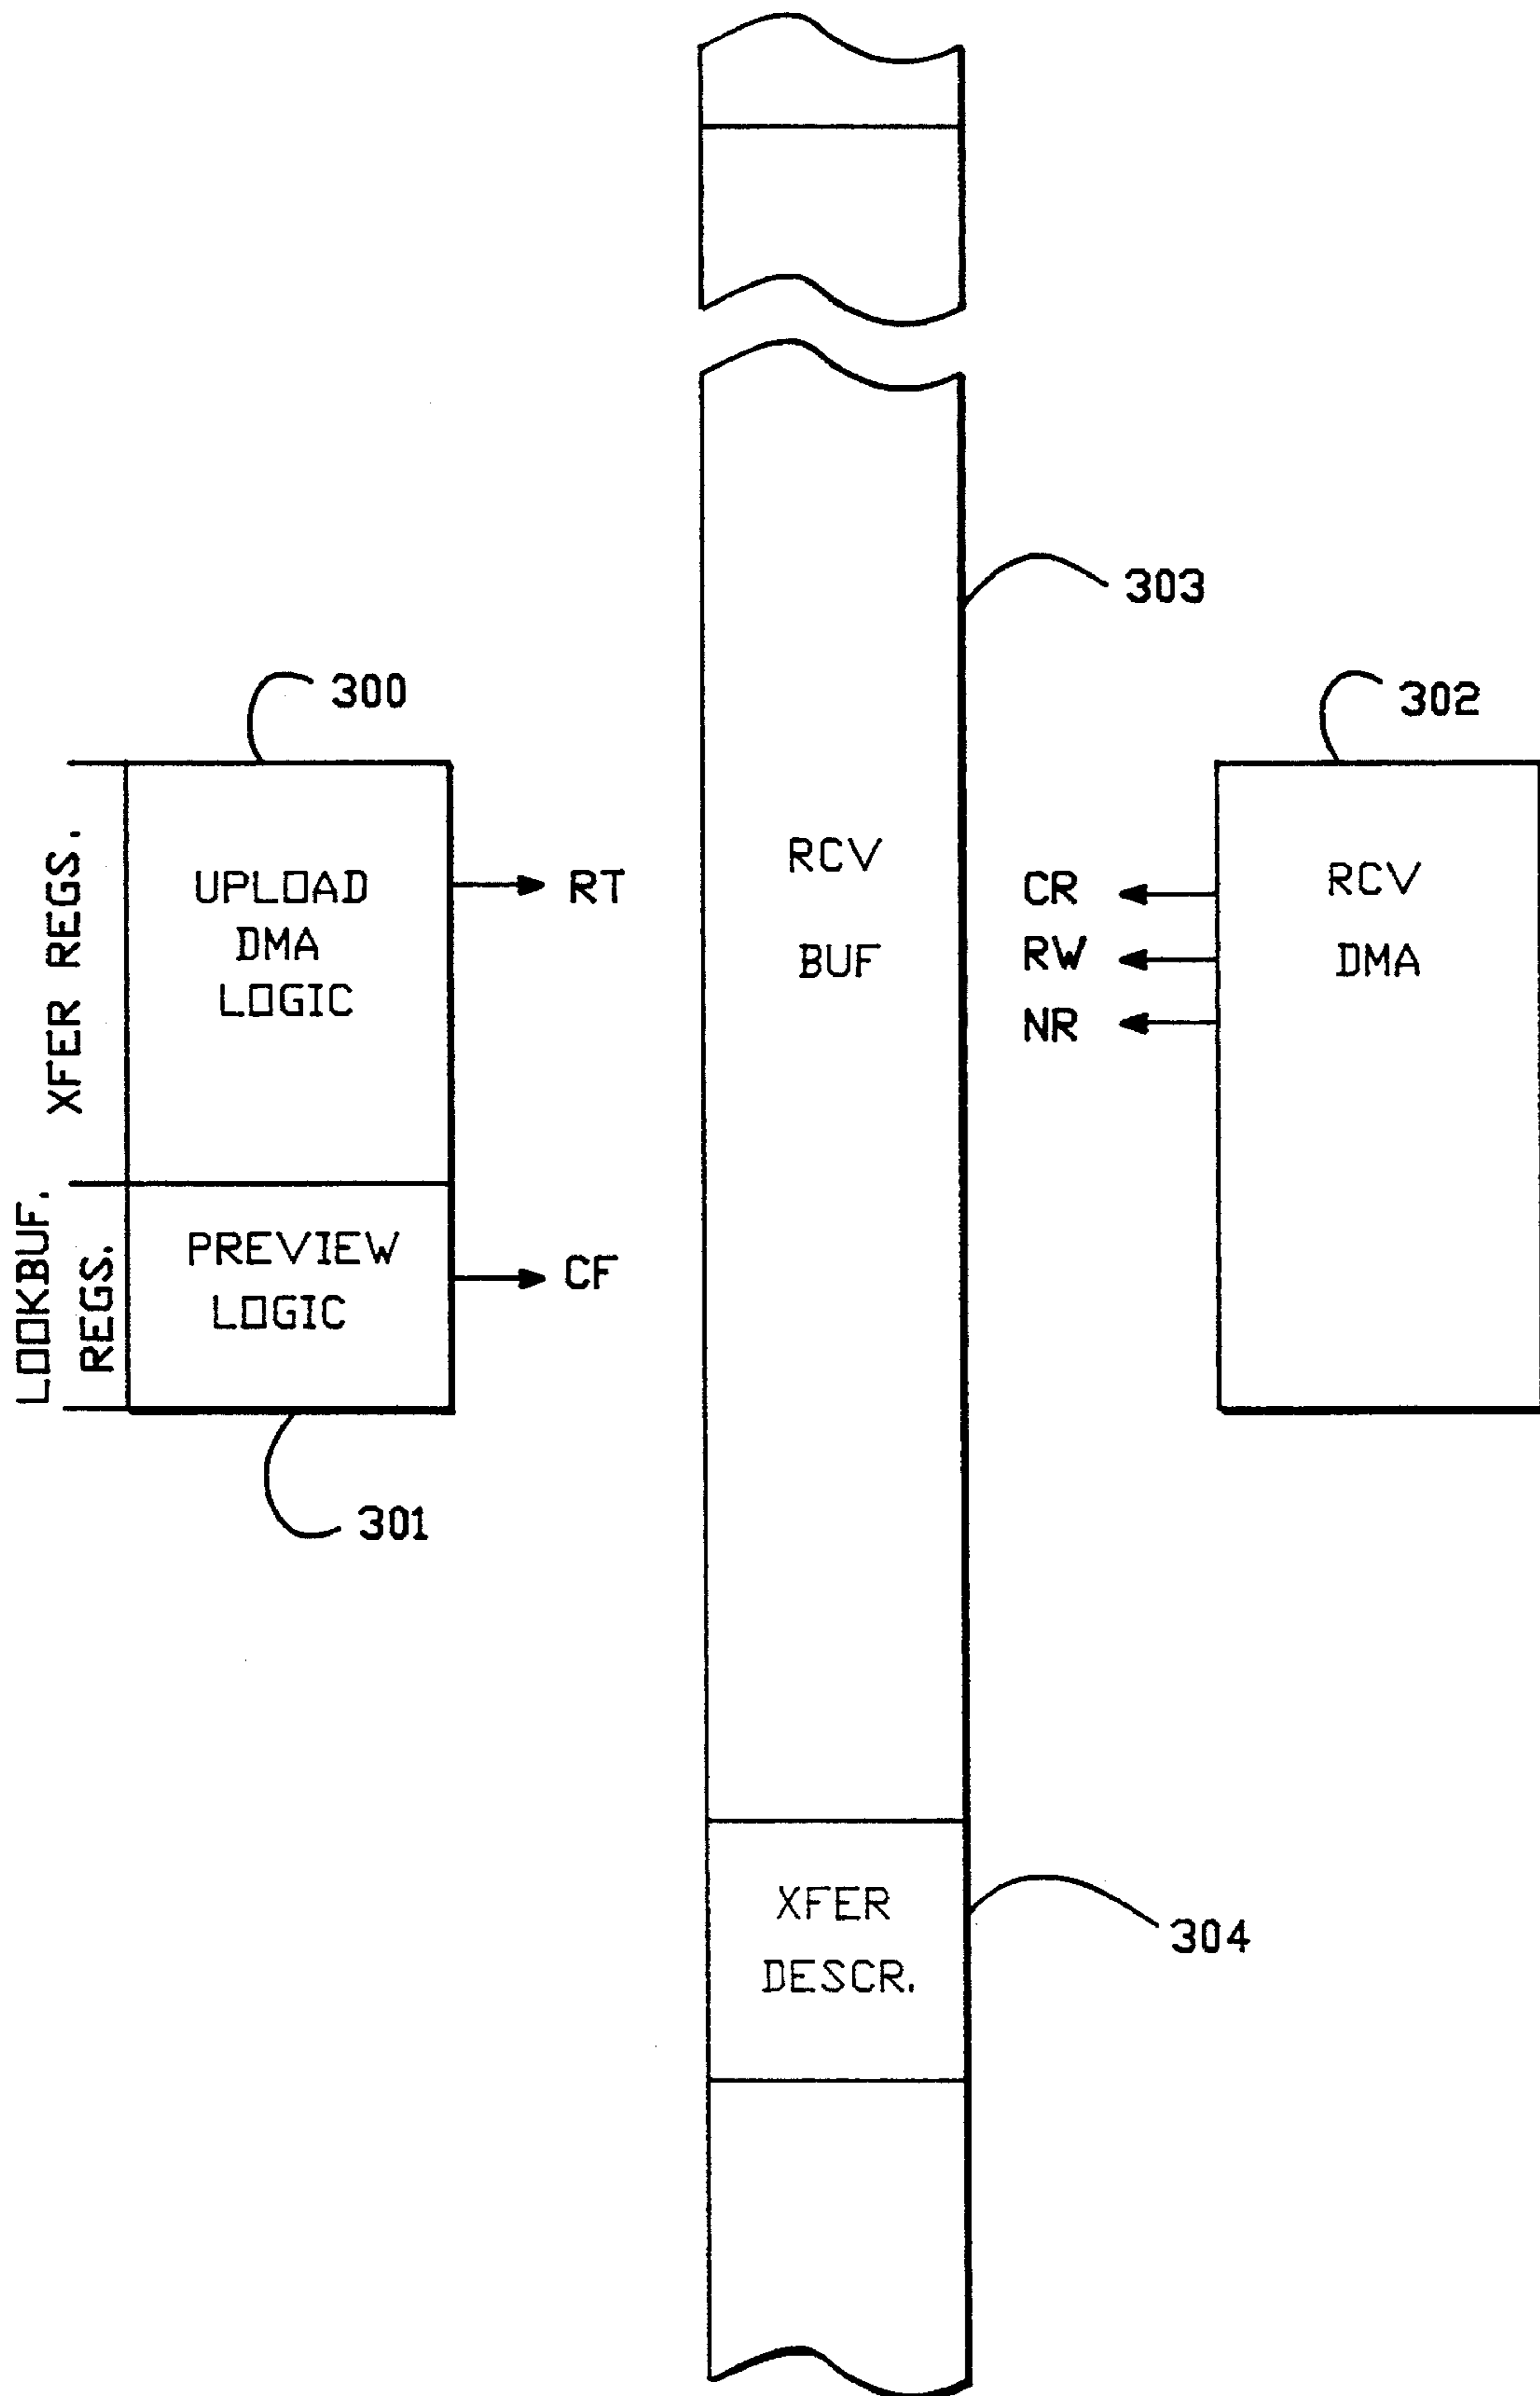 303
300
302
XFER REGS.
UPLOAD
DMA
LOGIC
RT
RCV
BUF
CR
RW
NR
RCV
DMA
LOOKBUF.
REGS.
PREVIEW
LOGIC
CF
301
XFER
DESCR.
304